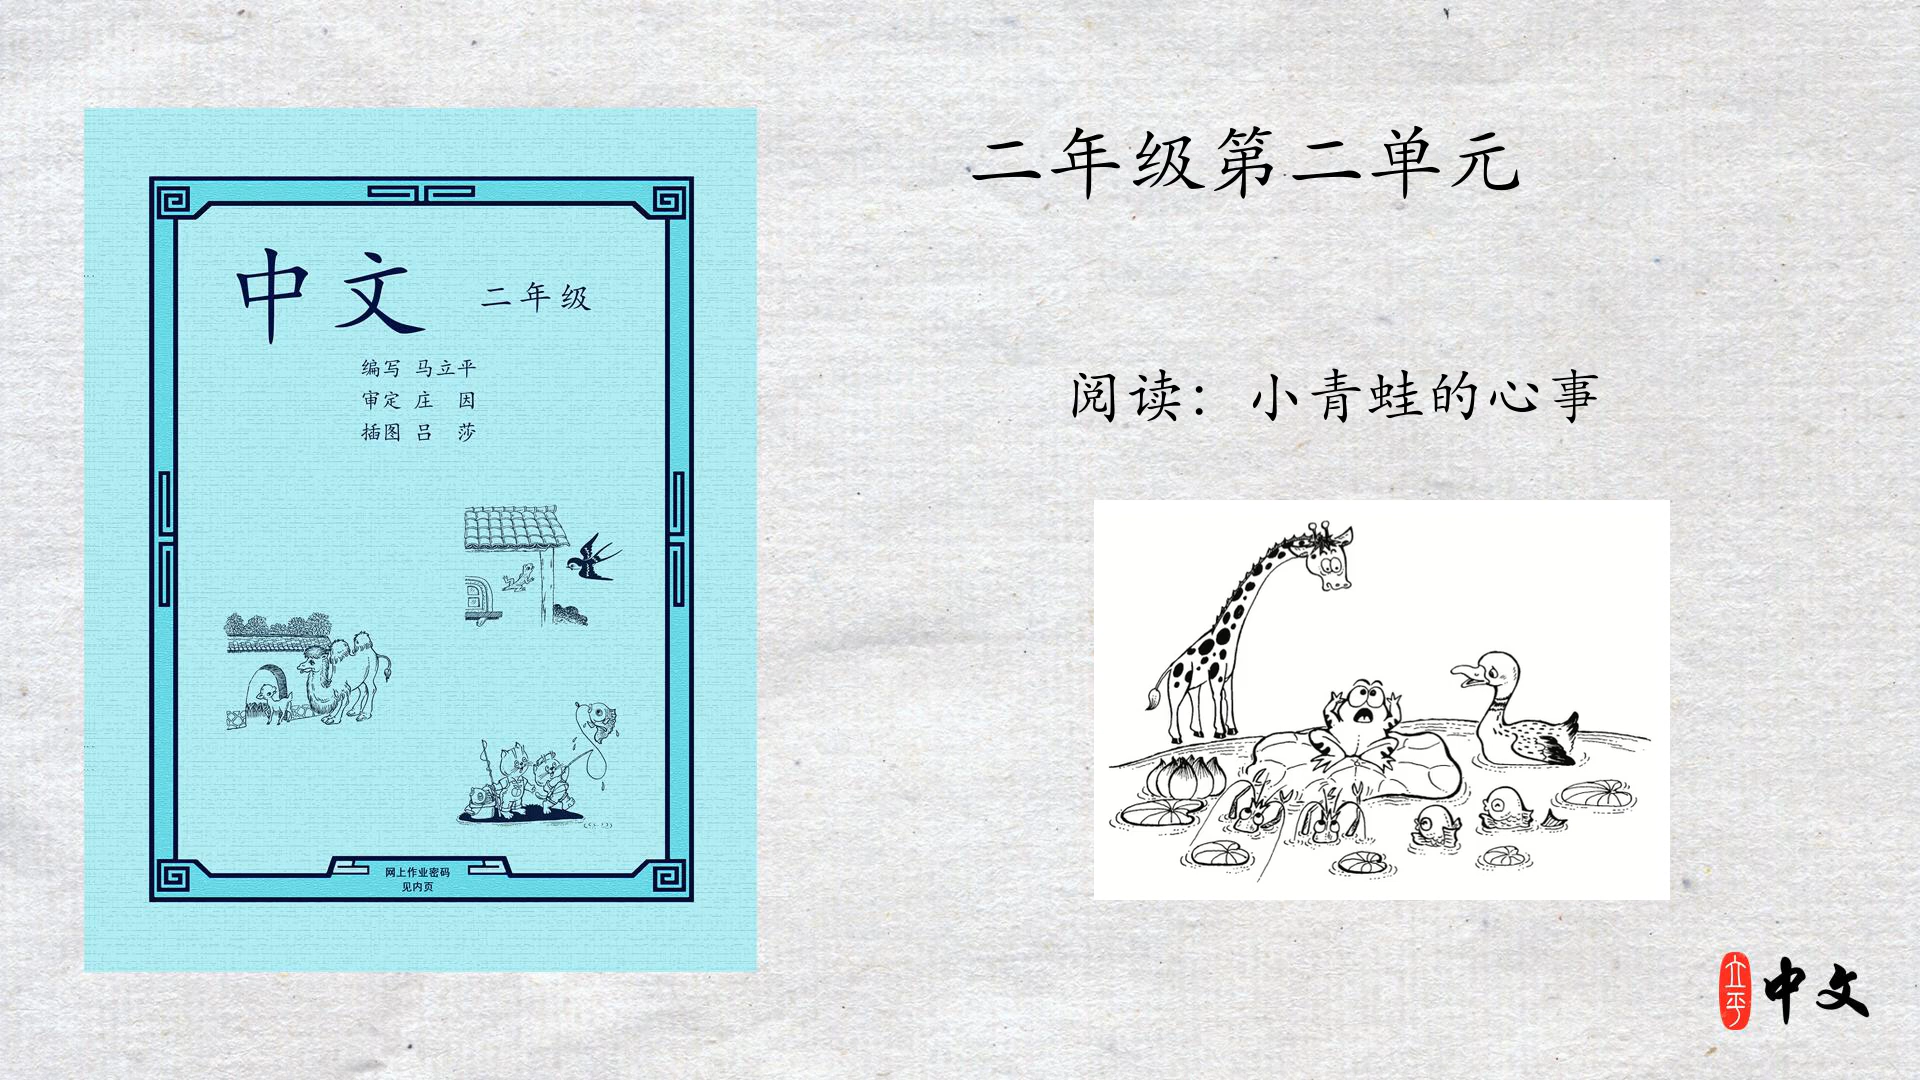 中文 二年级
编写 马立平
审定 庄 因
插图 吕 莎
网上作业密码
见内页
二年级第二单元
阅读：小青蛙的心事
立平 中文